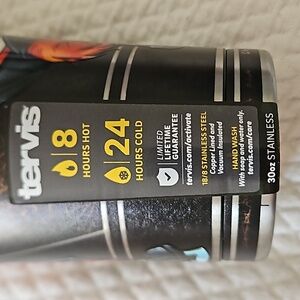 tervis
8
HOURS HOT
24
HOURS COLD
LIMITED
LIFETIME
GUARANTEE
tervis.com/activate
18/8 STAINLESS STEEL
Copper Lined and
Vacuum Insulated
HAND WASH
With soap and water only.
tervis.com/care
30oz STAINLESS